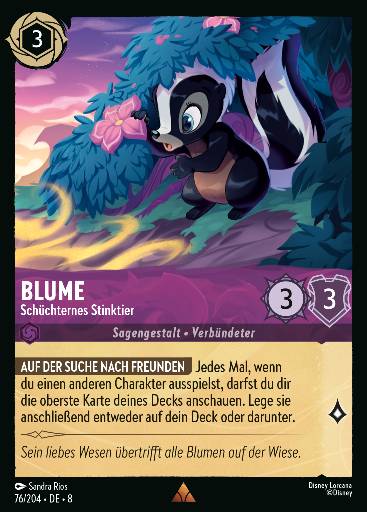 3
BLUME
Schüchternes Stinktier
3
3
Sagengestalt • Verbündeter
AUF DER SUCHE NACH FREUNDEN Jedes Mal, wenn
du einen anderen Charakter ausspielst, darfst du dir
die oberste Karte deines Decks anschauen. Lege sie
anschließend entweder auf dein Deck oder darunter.
Sein liebes Wesen übertrifft alle Blumen auf der Wiese.
Sandra Rios
76/204 • DE • 8
Disney Lorcana
©Disney